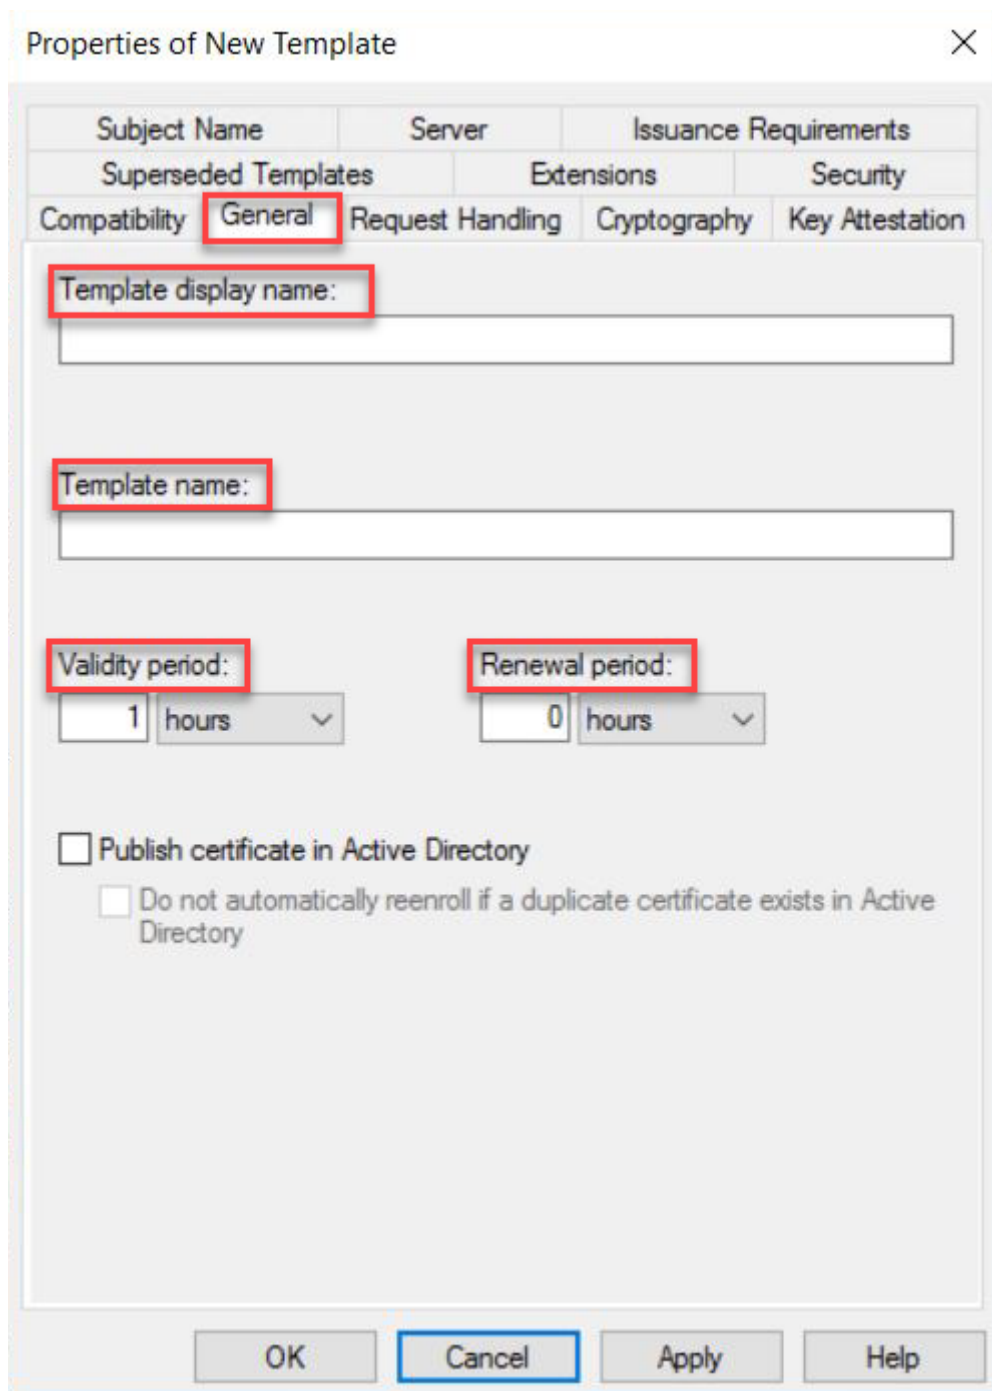 Properties of New Template
Subject Name Server Issuance Requirements
Superseded Templates Extensions Security
Compatibility General Request Handling Cryptography Key Attestation
Template display name:
Template name:
Validity period: Renewal period:
1 hours 0 hours
Publish certificate in Active Directory
Do not automatically reenroll if a duplicate certificate exists in Active
Directory
OK Cancel Apply Help